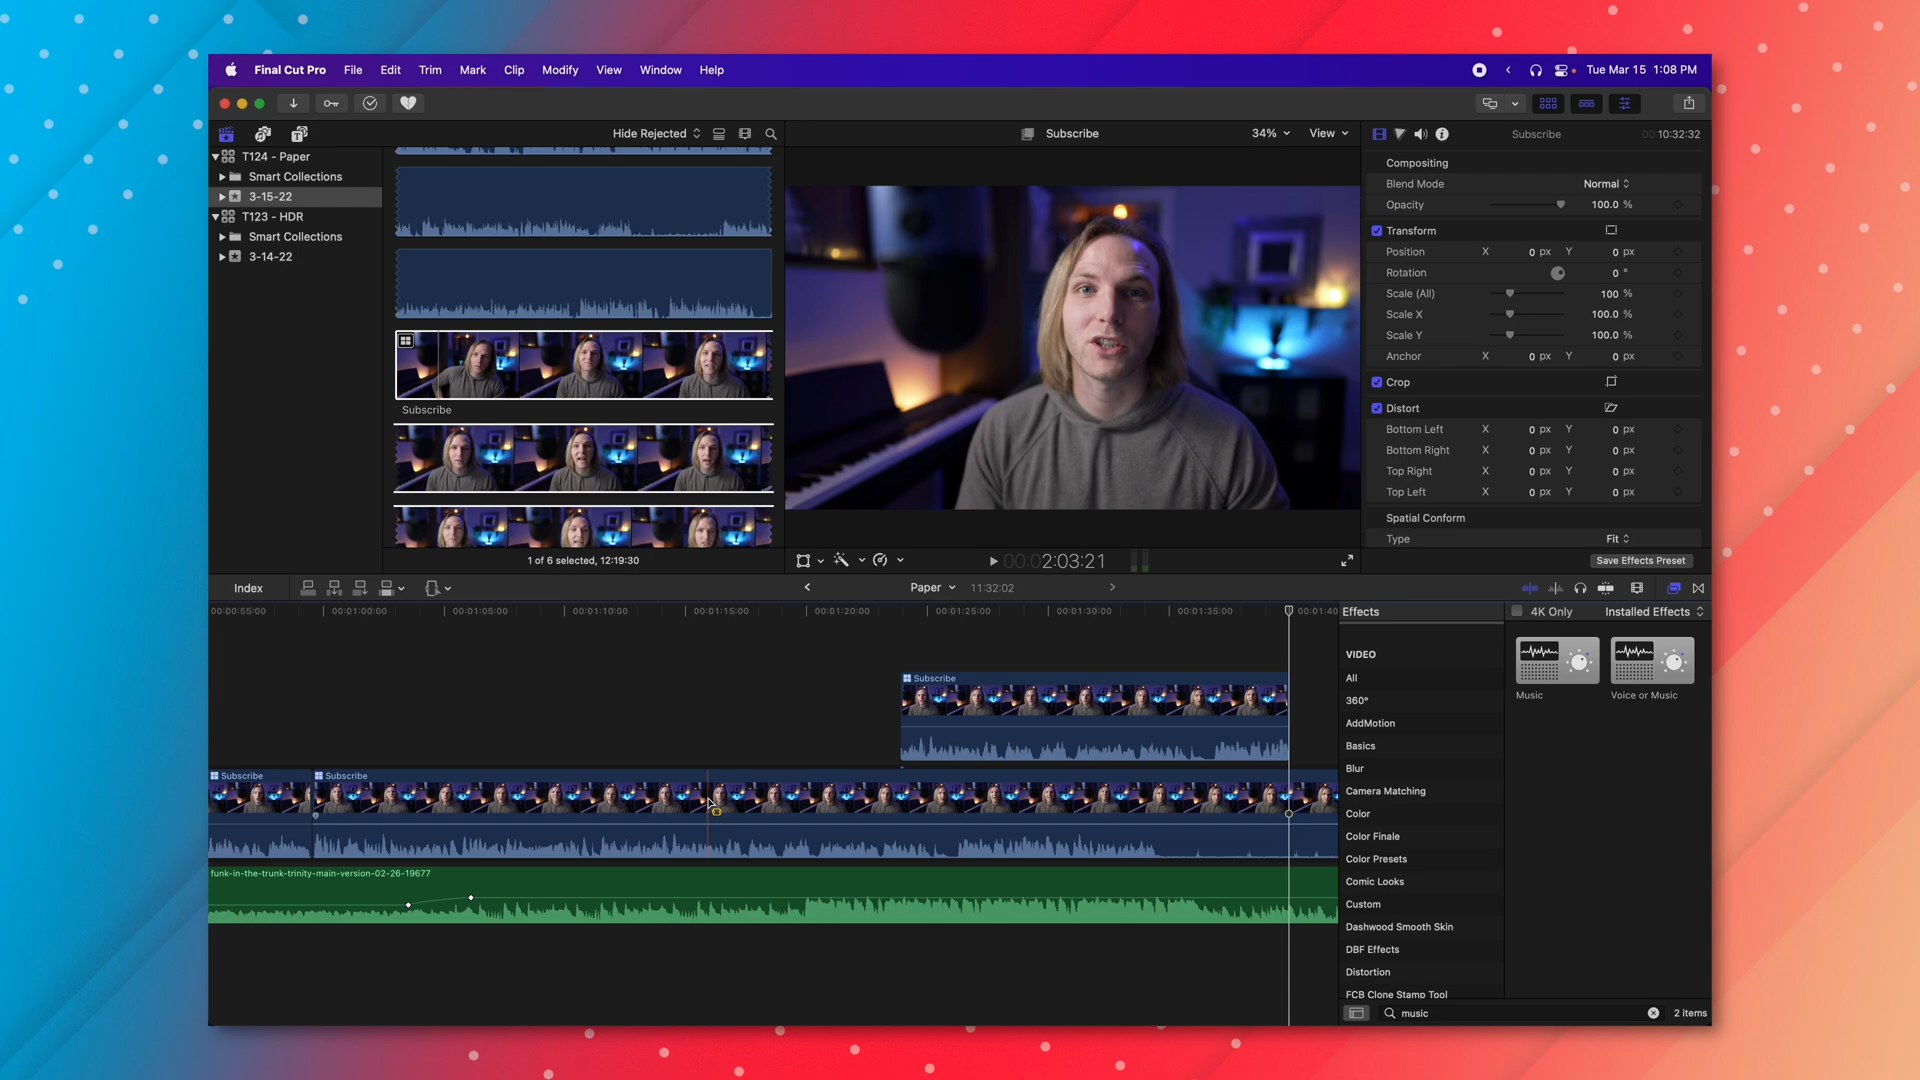 Final Cut Pro File Edit Trim Mark Clip Modify View Window Help Tue Mar 15 1:08 PM
Hide Rejected Subscribe 34% View Subscribe 00:10:32:32
T124 - Paper
Smart Collections
3-15-22
T123 - HDR
Smart Collections
3-14-22
Subscribe
1 of 6 selected, 12:19:30
00:00:02:03:21
Compositing
Blend Mode Normal
Opacity 100.0 %
Transform
Position X 0 px Y 0 px
Rotation 0 °
Scale (All) 100 %
Scale X 100.0 %
Scale Y 100.0 %
Anchor X 0 px Y 0 px
Crop
Distort
Bottom Left X 0 px Y 0 px
Bottom Right X 0 px Y 0 px
Top Right X 0 px Y 0 px
Top Left X 0 px Y 0 px
Spatial Conform
Type Fit
Save Effects Preset
Index Paper 11:32:02
00:00:55:00 00:01:00:00 00:01:05:00 00:01:10:00 00:01:15:00 00:01:20:00 00:01:25:00 00:01:30:00 00:01:35:00 00:01:40
Subscribe
Subscribe Subscribe
funk-in-the-trunk-trinity-main-version-02-26-19677
Effects 4K Only Installed Effects
VIDEO
All
360°
AddMotion
Basics
Blur
Camera Matching
Color
Color Finale
Color Presets
Comic Looks
Custom
Dashwood Smooth Skin
DBF Effects
Distortion
FCB Clone Stamp Tool
Music Voice or Music
music 2 items